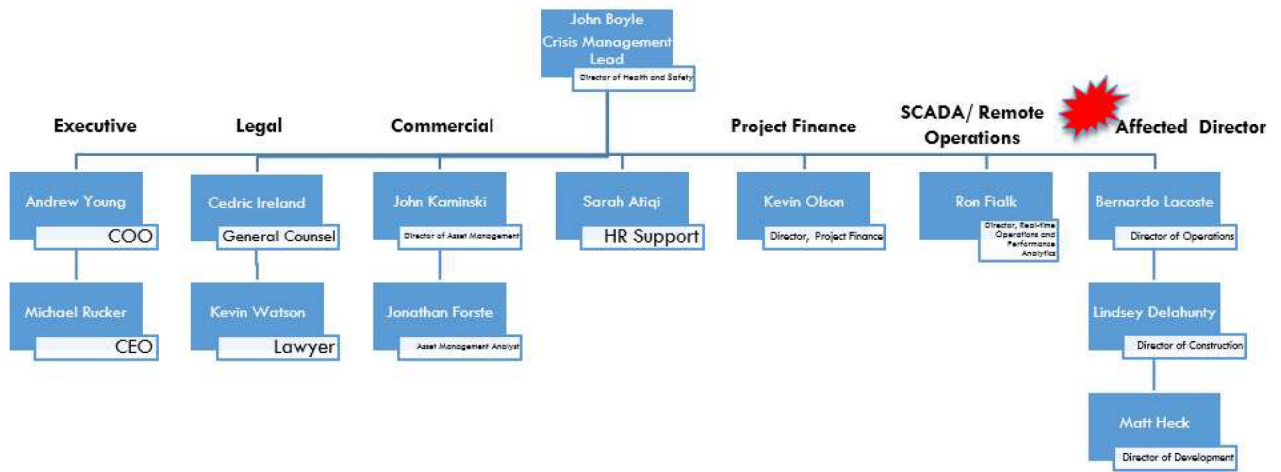 John Boyle
Crisis Management
Lead
Director of Health and Safety
Executive
Legal
Commercial
Project Finance
SCADA/ Remote
Operations
Affected Director
Andrew Young
COO
Cedric Ireland
General Counsel
John Kaminski
Director of Asset Management
Sarah Atiqi
HR Support
Kevin Olson
Director, Project Finance
Ron Fialk
Director, Real-time
Operations and
Performance
Analytics
Bernardo Lacoste
Director of Operations
Michael Rucker
CEO
Kevin Watson
Lawyer
Jonathan Forste
Asset Management Analyst
Lindsey Delahunty
Director of Construction
Matt Heck
Director of Development